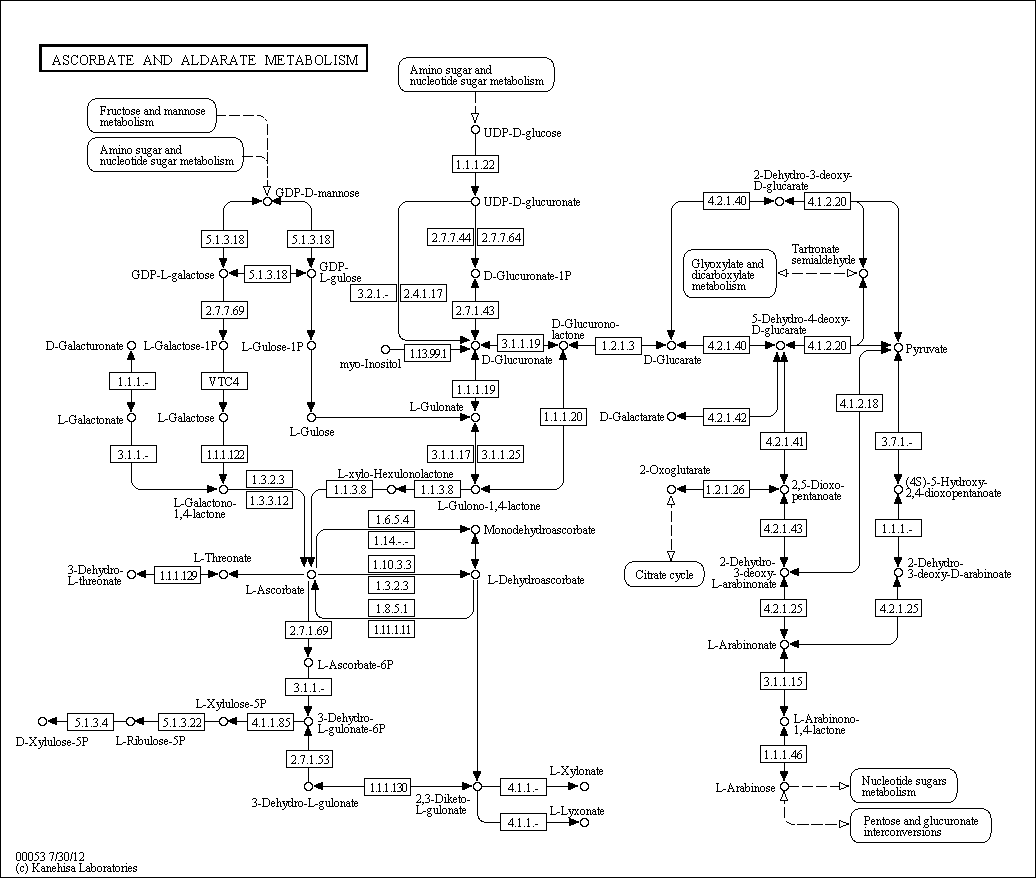 ASCORBATE AND ALDARATE METABOLISM
Amino sugar and
nucleotide sugar metabolism
Fructose and mannose
metabolism
Amino sugar and
nucleotide sugar metabolism
UDP-D-glucose
1.1.1.22
GDP-D-mannose
UDP-D-glucuronate
2-Dehydro-3-deoxy-
D-glucarate
4.2.1.40
4.1.2.20
5.1.3.18
5.1.3.18
2.7.7.44
2.7.7.64
Tartronate
semialdehyde
Glyoxylate and
dicarboxylate
metabolism
GDP-L-galactose
5.1.3.18
GDP-
L-gulose
D-Glucuronate-1P
3.2.1.-
2.4.1.17
2.7.7.69
2.7.1.43
D-Glucurono-
lactone
5-Dehydro-4-deoxy-
D-glucarate
D-Galacturonate
L-Galactose-1P
L-Gulose-1P
myo-Inositol
1.13.99.1
D-Glucuronate
3.1.1.19
1.2.1.3
D-Glucarate
4.2.1.40
4.1.2.20
Pyruvate
1.1.1.-
VTC4
1.1.1.19
L-Galactonate
L-Galactose
L-Gulose
L-Gulonate
1.1.1.20
D-Galactarate
4.2.1.42
4.1.2.18
3.1.1.-
1.1.1.122
3.1.1.17
3.1.1.25
4.2.1.41
3.7.1.-
L-Galactono-
1,4-lactone
1.3.2.3
1.3.3.12
L-xylo-Hexulonolactone
1.1.3.8
1.1.3.8
L-Gulono-1,4-lactone
2-Oxoglutarate
1.2.1.26
2,5-Dioxo-
pentanoate
(4S)-5-Hydroxy-
2,4-dioxopentanoate
1.6.5.4
1.14.-.-
Monodehydroascorbate
4.2.1.43
1.1.1.-
3-Dehydro-
L-threonate
1.1.1.129
L-Threonate
L-Ascorbate
1.10.3.3
1.3.2.3
L-Dehydroascorbate
Citrate cycle
2-Dehydro-
3-deoxy-
L-arabinonate
2-Dehydro-
3-deoxy-D-arabinoate
1.8.5.1
1.11.1.11
4.2.1.25
4.2.1.25
2.7.1.69
L-Arabinonate
L-Ascorbate-6P
3.1.1.-
3.1.1.15
D-Xylulose-5P
5.1.3.4
L-Ribulose-5P
5.1.3.22
L-Xylulose-5P
4.1.1.85
3-Dehydro-
L-gulonate-6P
L-Arabinono-
1,4-lactone
2.7.1.53
1.1.1.46
3-Dehydro-L-gulonate
1.1.1.130
2,3-Diketo-
L-gulonate
4.1.1.-
L-Xylonate
4.1.1.-
L-Lyxonate
L-Arabinose
Nucleotide sugars
metabolism
Pentose and glucuronate
interconversions
00053 7/30/12
(c) Kanehisa Laboratories